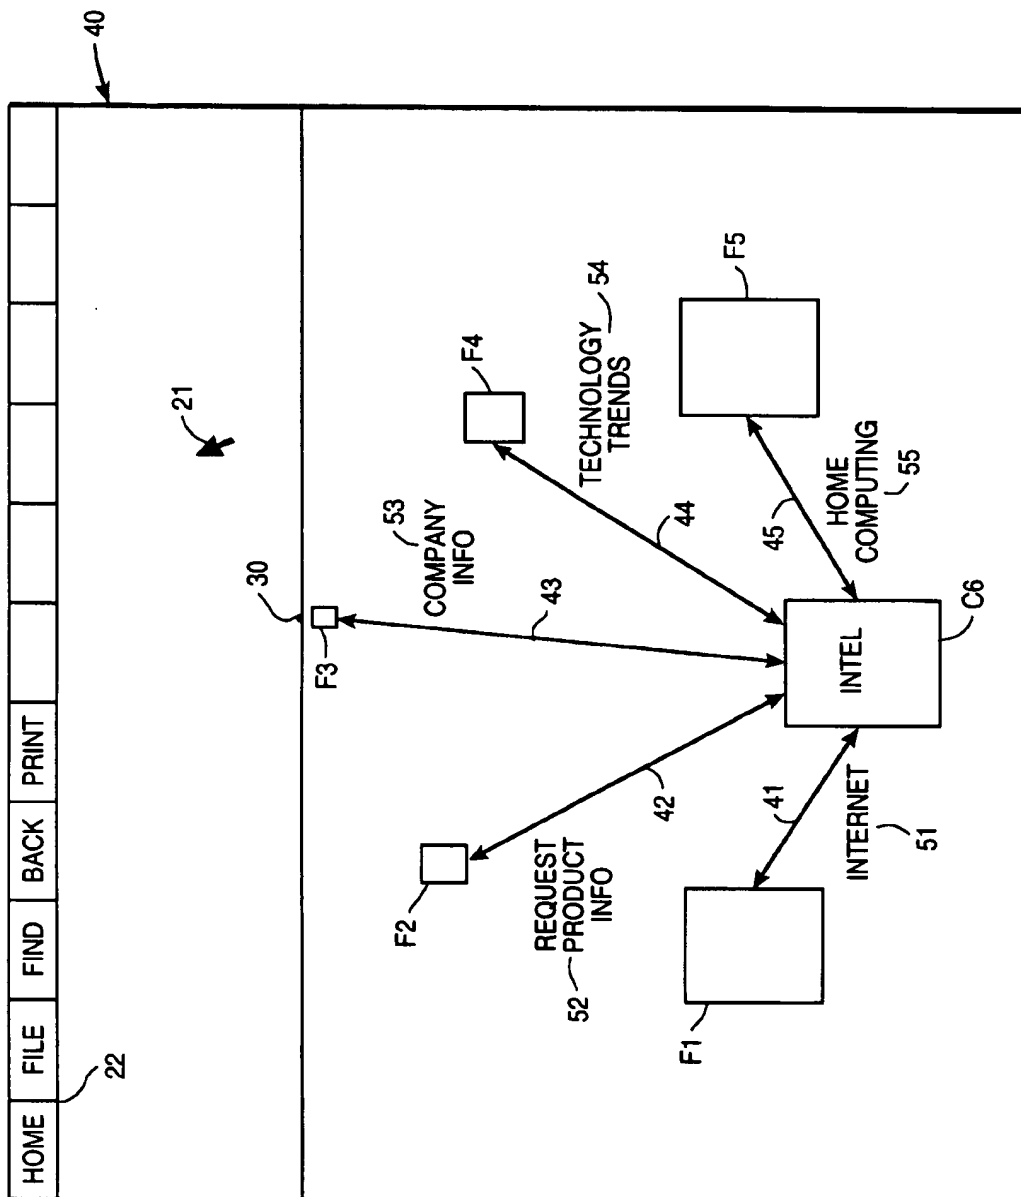 40
HOME
FILE
FIND
BACK
PRINT
22
21
30
F3
53
COMPANY
INFO
F4
TECHNOLOGY
TRENDS
54
F2
43
44
F5
REQUEST
PRODUCT
INFO
52
42
45
HOME
COMPUTING
55
F1
41
INTERNET
51
INTEL
C6